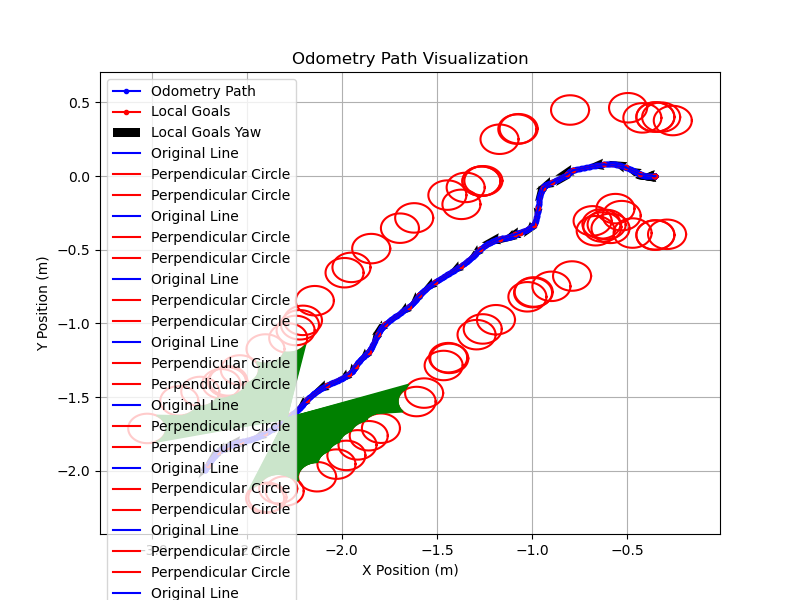 Odometry Path Visualization
Y Position (m)
0.5
0.0
−0.5
−1.0
−1.5
−2.0
Odometry Path
Local Goals
Local Goals Yaw
Original Line
Perpendicular Circle
Perpendicular Circle
Original Line
Perpendicular Circle
Perpendicular Circle
Original Line
Perpendicular Circle
Perpendicular Circle
Original Line
Perpendicular Circle
Perpendicular Circle
Original Line
Perpendicular Circle
Perpendicular Circle
Original Line
Perpendicular Circle
Perpendicular Circle
Original Line
Perpendicular Circle
Perpendicular Circle
Original Line
−2.0 −1.5 −1.0 −0.5
X Position (m)